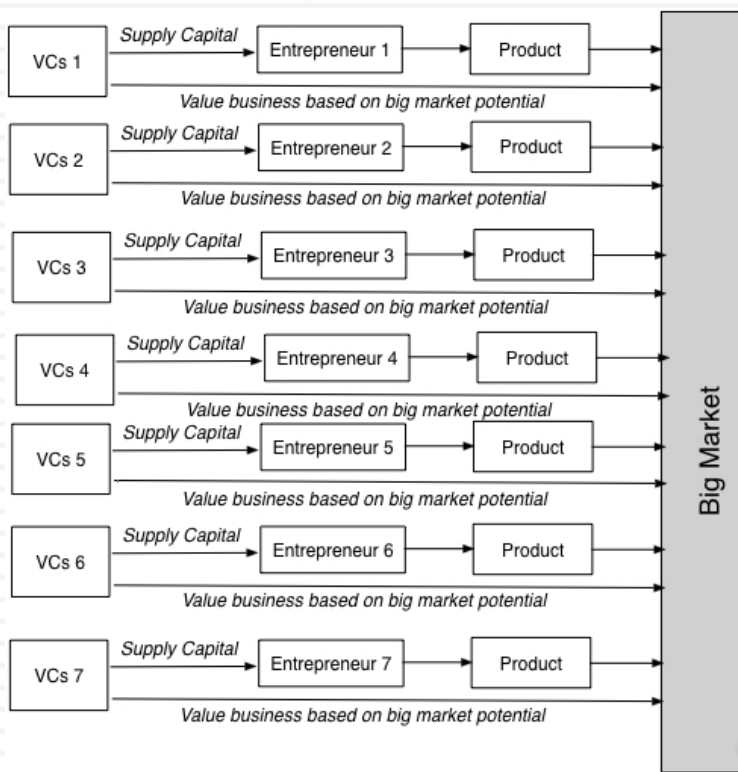 Supply Capital
VCs 1
Entrepreneur 1
Product
Value business based on big market potential
Supply Capital
VCs 2
Entrepreneur 2
Product
Value business based on big market potential
Supply Capital
VCs 3
Entrepreneur 3
Product
Value business based on big market potential
Supply Capital
VCs 4
Entrepreneur 4
Product
Value business based on big market potential
Supply Capital
VCs 5
Entrepreneur 5
Product
Value business based on big market potential
Supply Capital
VCs 6
Entrepreneur 6
Product
Value business based on big market potential
Supply Capital
VCs 7
Entrepreneur 7
Product
Value business based on big market potential
Big Market